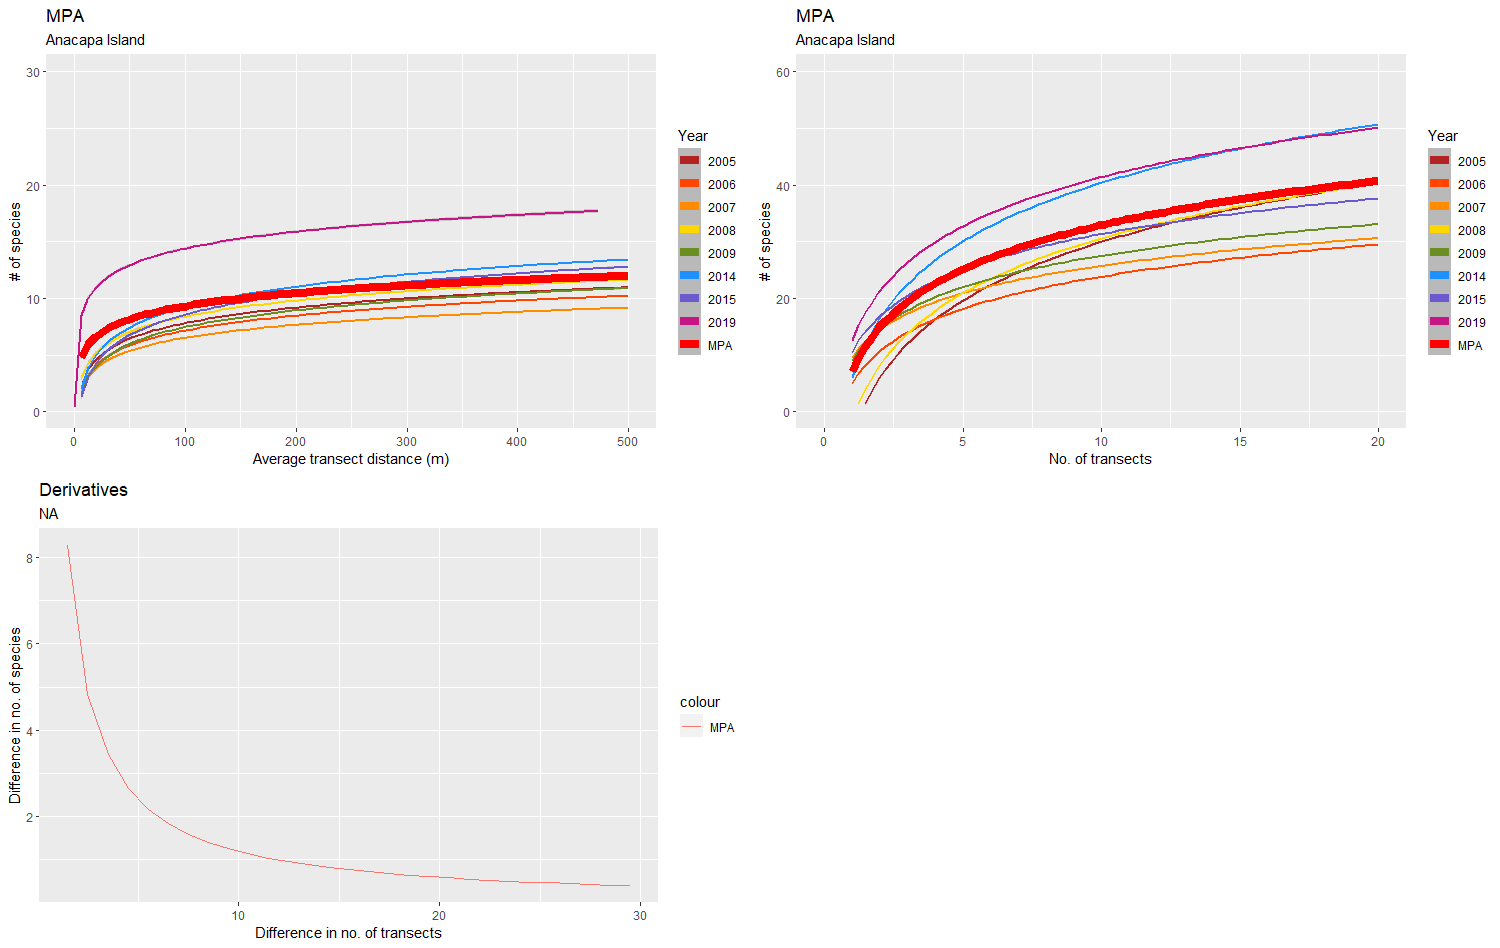 MPA
Anacapa Island
# of species
30
20
10
0
0 100 200 300 400 500
Average transect distance (m)
Year
2005
2006
2007
2008
2009
2014
2015
2019
MPA
MPA
Anacapa Island
# of species
60
40
20
0
0 5 10 15 20
No. of transects
Year
2005
2006
2007
2008
2009
2014
2015
2019
MPA
Derivatives
NA
Difference in no. of species
8
6
4
2
10 20 30
Difference in no. of transects
colour
MPA